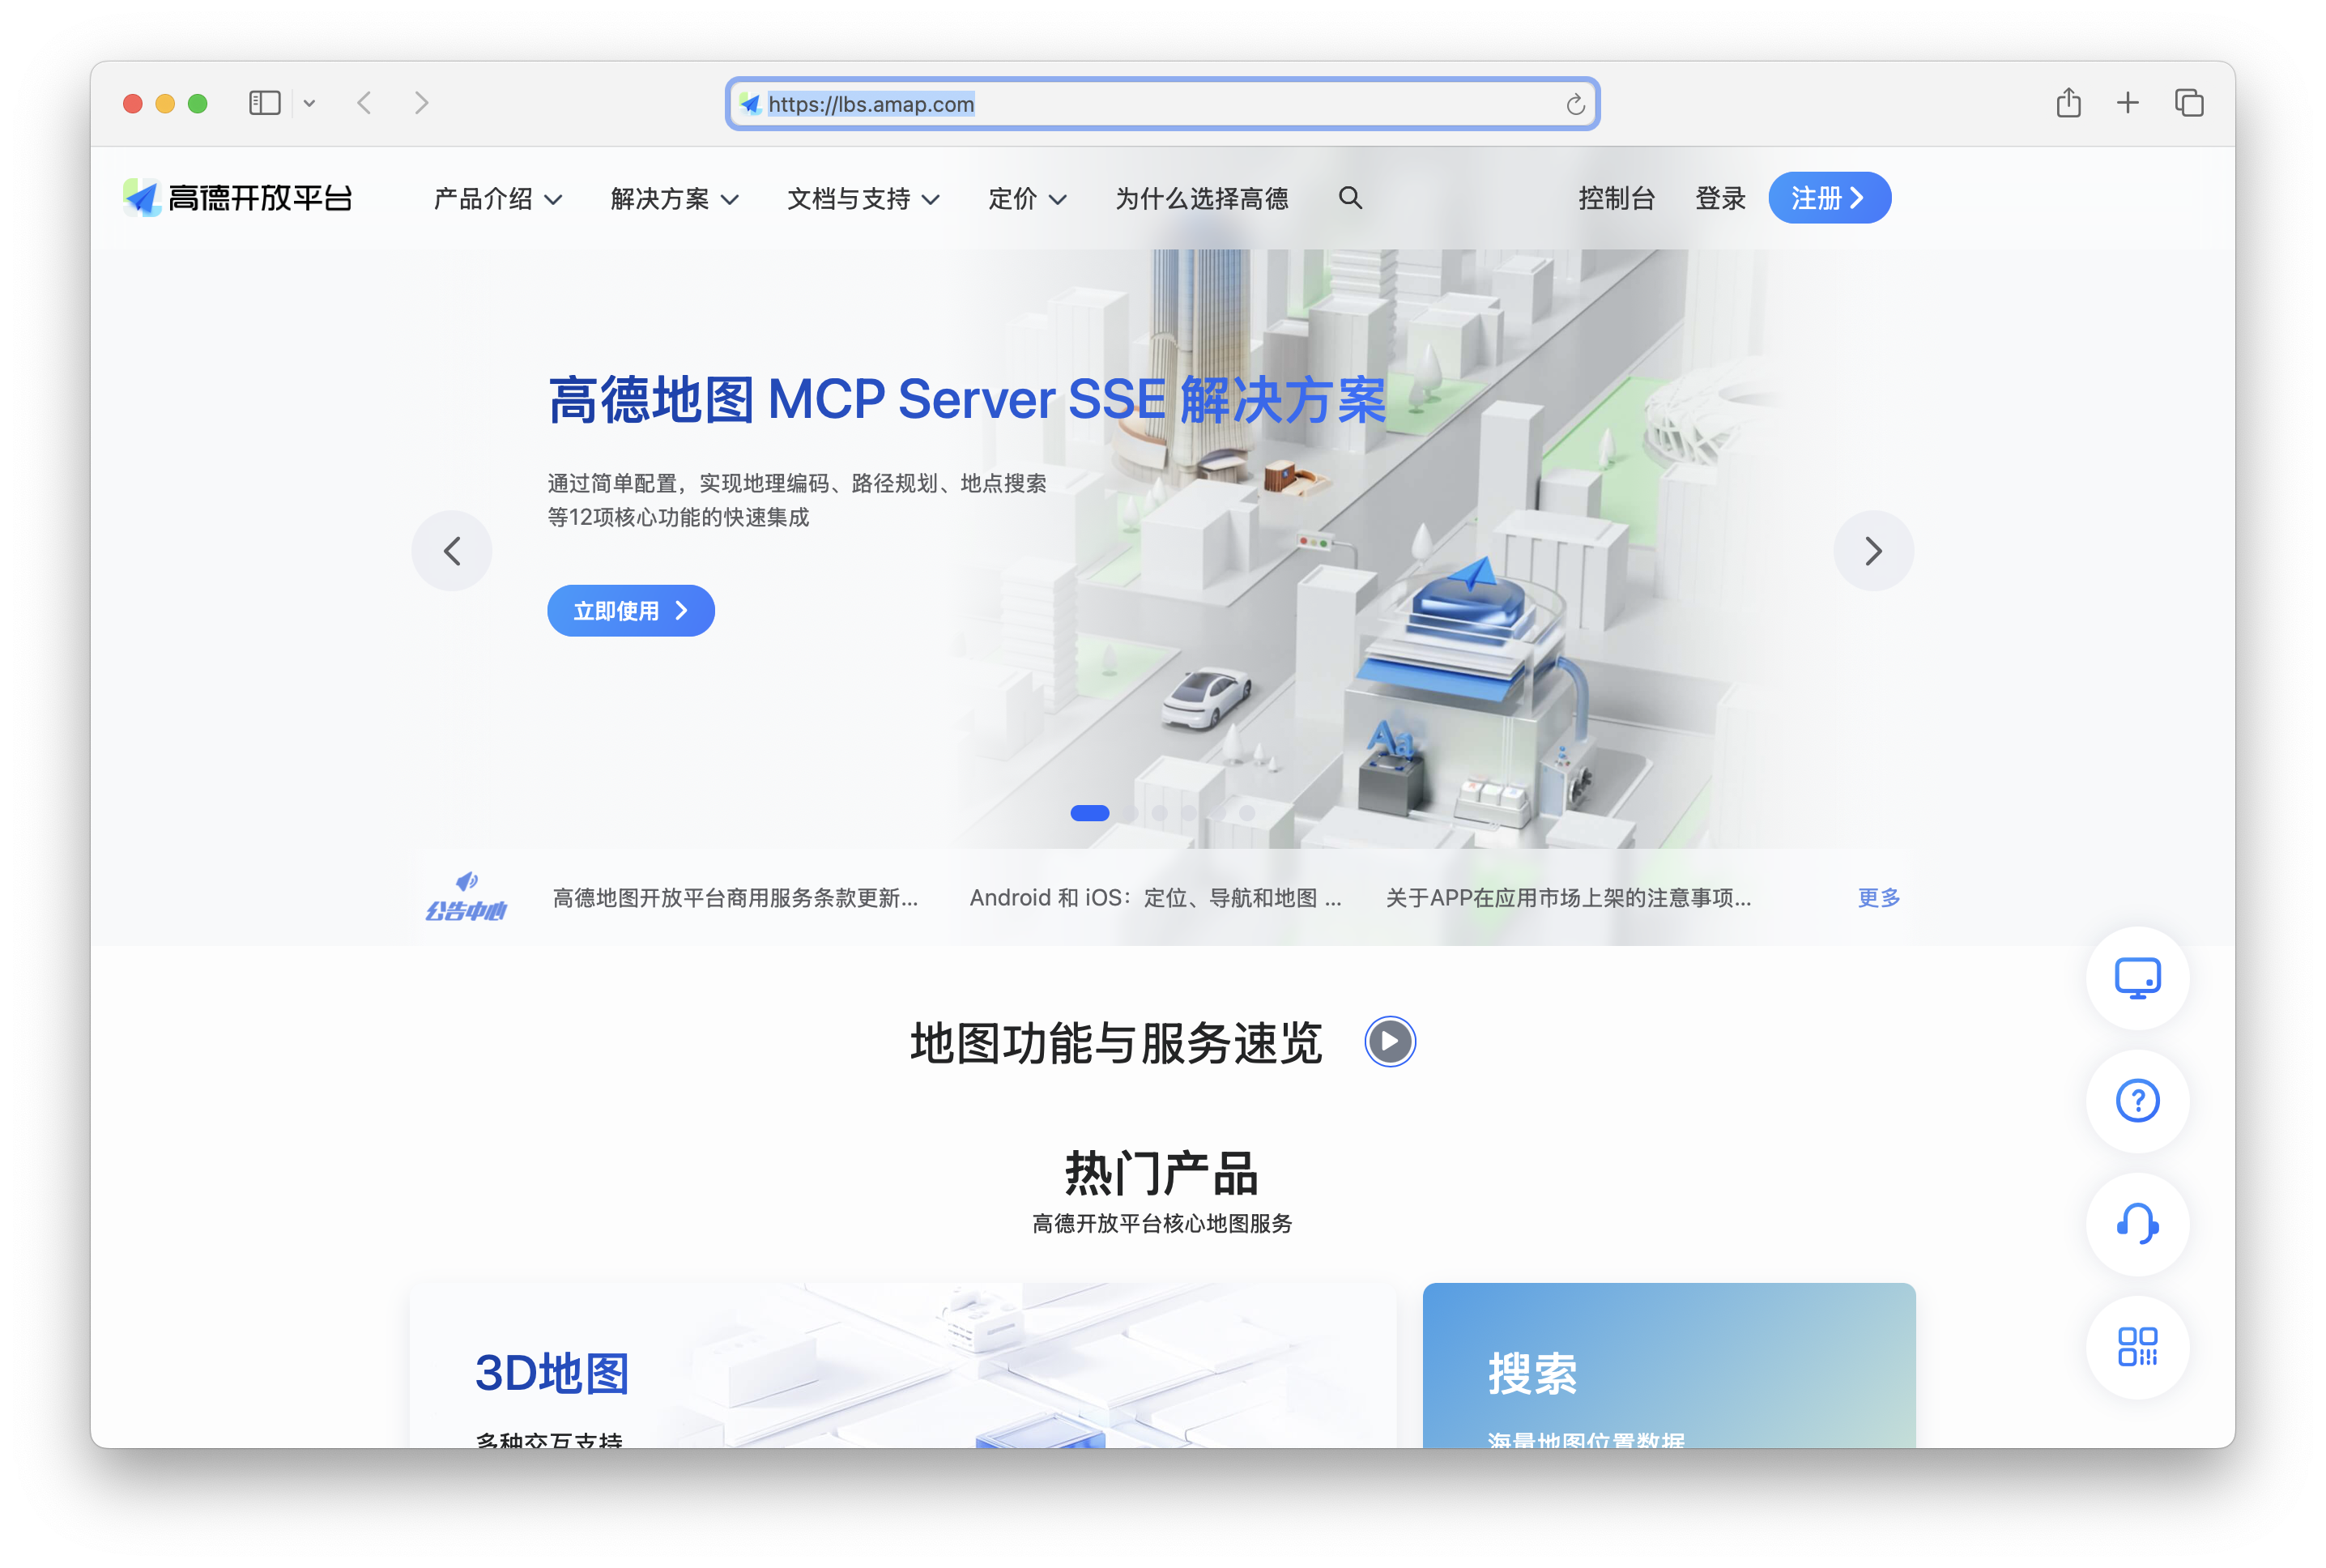 https://lbs.amap.com
高德开放平台
产品介绍
解决方案
文档与支持
定价
为什么选择高德
控制台
登录
注册
高德地图 MCP Server SSE 解决方案
通过简单配置，实现地理编码、路径规划、地点搜索
等12项核心功能的快速集成
立即使用
Aa
公告中心
高德地图开放平台商用服务条款更新...
Android 和 iOS：定位、导航和地图 ...
关于APP在应用市场上架的注意事项...
更多
地图功能与服务速览
热门产品
高德开放平台核心地图服务
3D地图
搜索
多种交互支持
海量地图位置数据